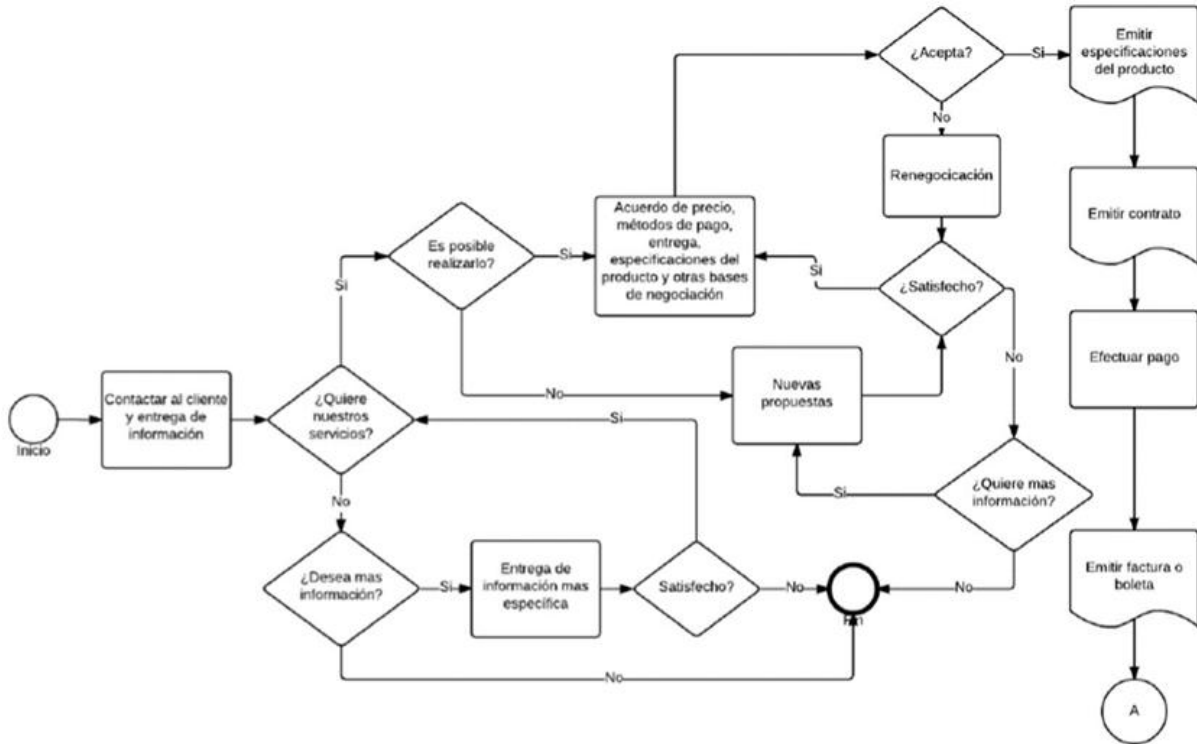 ¿Acepta?
Si
Emitir
especificaciones
del producto
No
Renegocicación
Emitir contrato
Acuerdo de precio,
métodos de pago,
entrega,
especificaciones del
producto y otras bases
de negociación
Es posible
realizarlo?
Si
Si
¿Satisfecho?
Si
No
Efectuar pago
Nuevas
propuestas
No
Contactar al cliente
y entrega de
información
¿Quiere
nuestros
servicios?
Si
Inicio
¿Quiere mas
información?
Si
No
¿Desea mas
información?
Si
Entrega de
información mas
específica
Satisfecho?
No
Fin
No
Emitir factura o
boleta
No
A